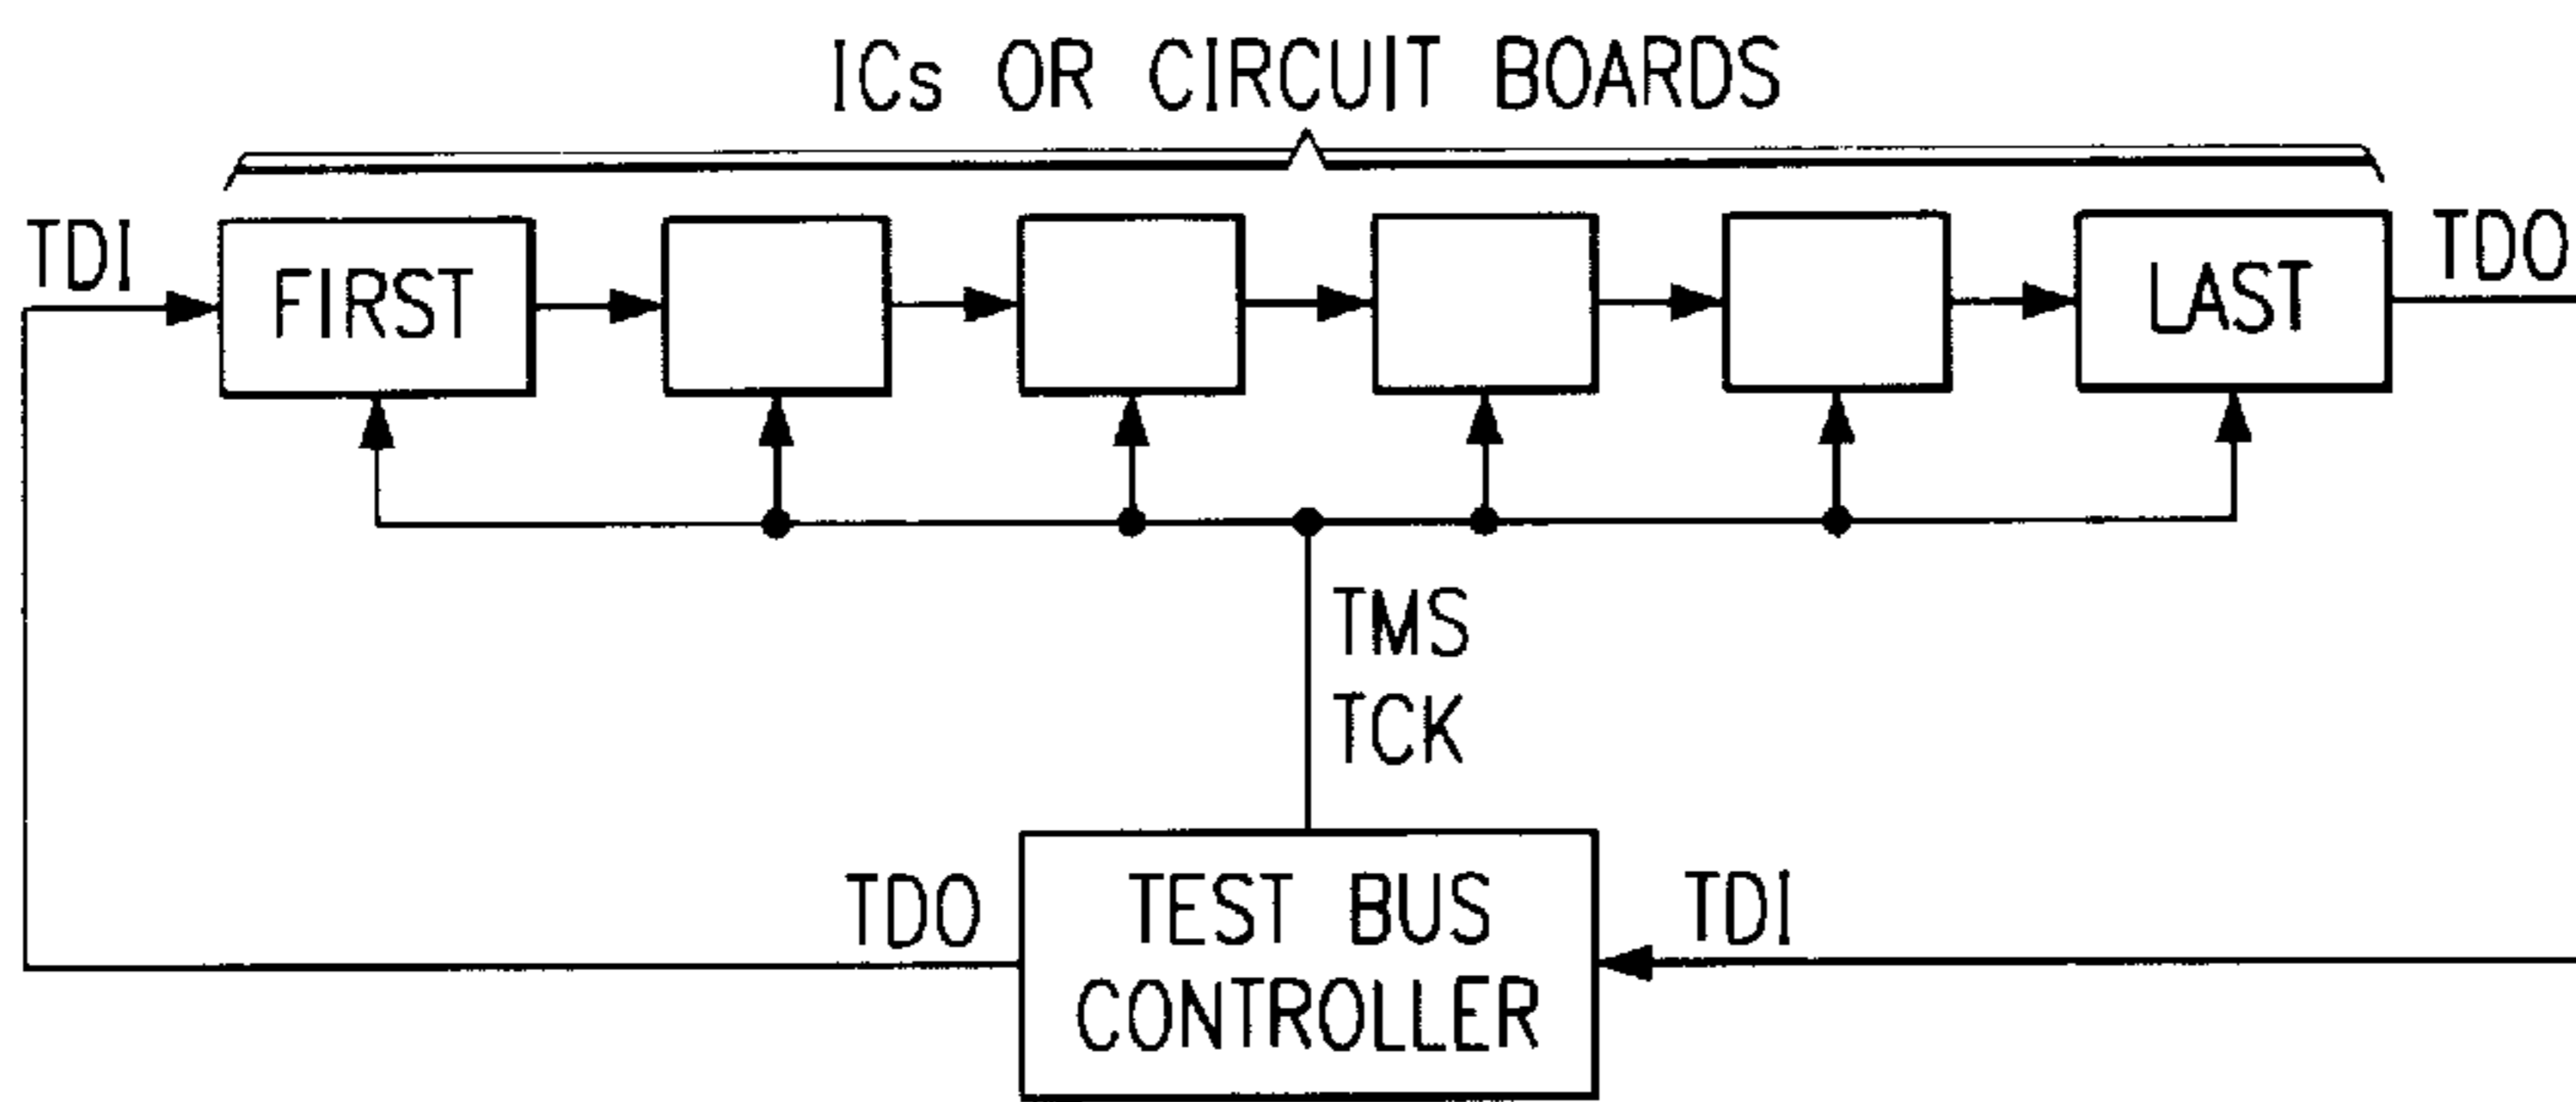 ICs OR CIRCUIT BOARDS
TDI
FIRST
LAST
TDO
TMS
TCK
TDO
TEST BUS
CONTROLLER
TDI